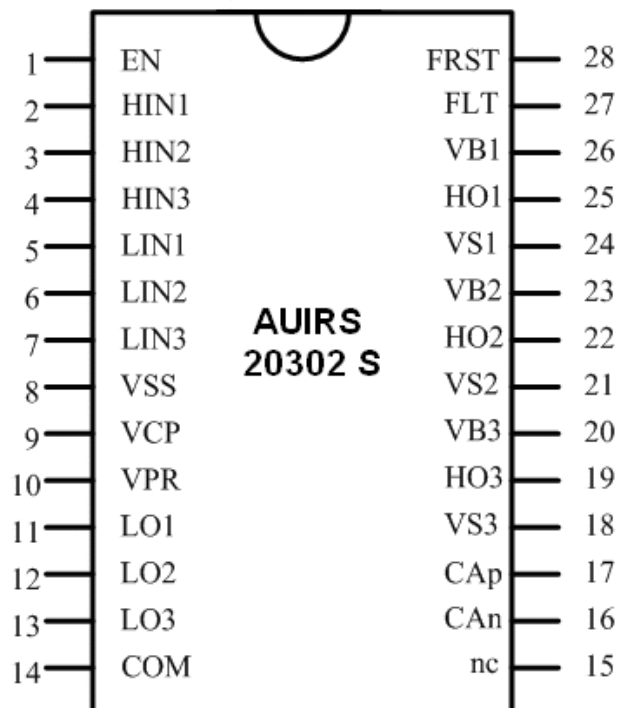 1 EN FRST 28
2 HIN1 FLT 27
3 HIN2 VB1 26
4 HIN3 HO1 25
5 LIN1 VS1 24
6 LIN2 VB2 23
AUIRS
7 LIN3 HO2 22
20302 S
8 VSS VS2 21
9 VCP VB3 20
10 VPR HO3 19
11 LO1 VS3 18
12 LO2 CAp 17
13 LO3 CAn 16
14 COM nc 15